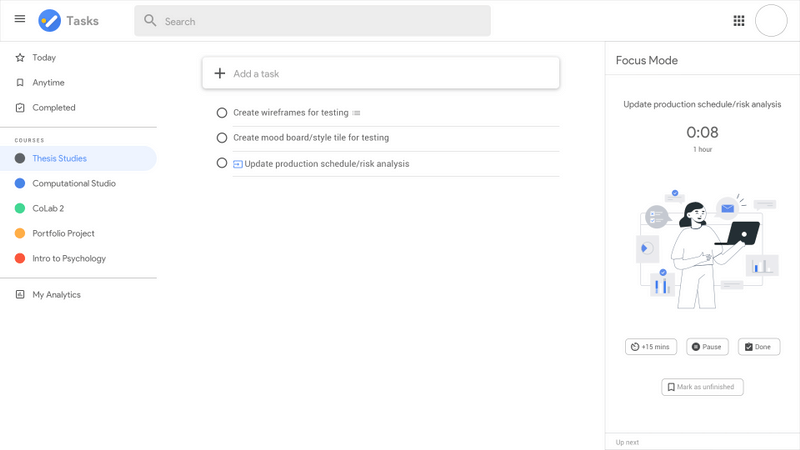 Tasks
Search
Today
Anytime
Completed
COURSES
Thesis Studies
Computational Studio
CoLab 2
Portfolio Project
Intro to Psychology
My Analytics
Add a task
Create wireframes for testing
Create mood board/style tile for testing
Update production schedule/risk analysis
Focus Mode
Update production schedule/risk analysis
0:08
1 hour
+15 mins
Pause
Done
Mark as unfinished
Up next